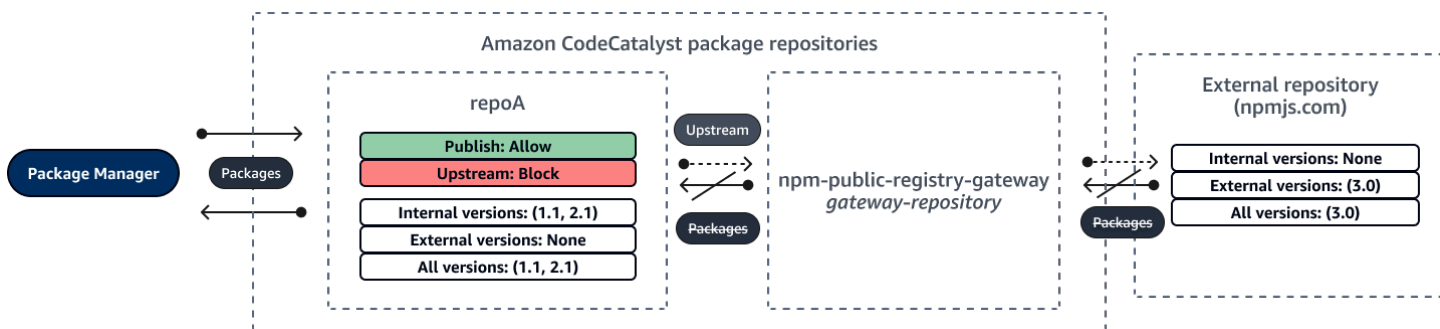 Amazon CodeCatalyst package repositories
Package Manager
Packages
repoA
Publish: Allow
Upstream: Block
Internal versions: (1.1, 2.1)
External versions: None
All versions: (1.1, 2.1)
Upstream
Packages
npm-public-registry-gateway
gateway-repository
Packages
External repository
(npmjs.com)
Internal versions: None
External versions: (3.0)
All versions: (3.0)